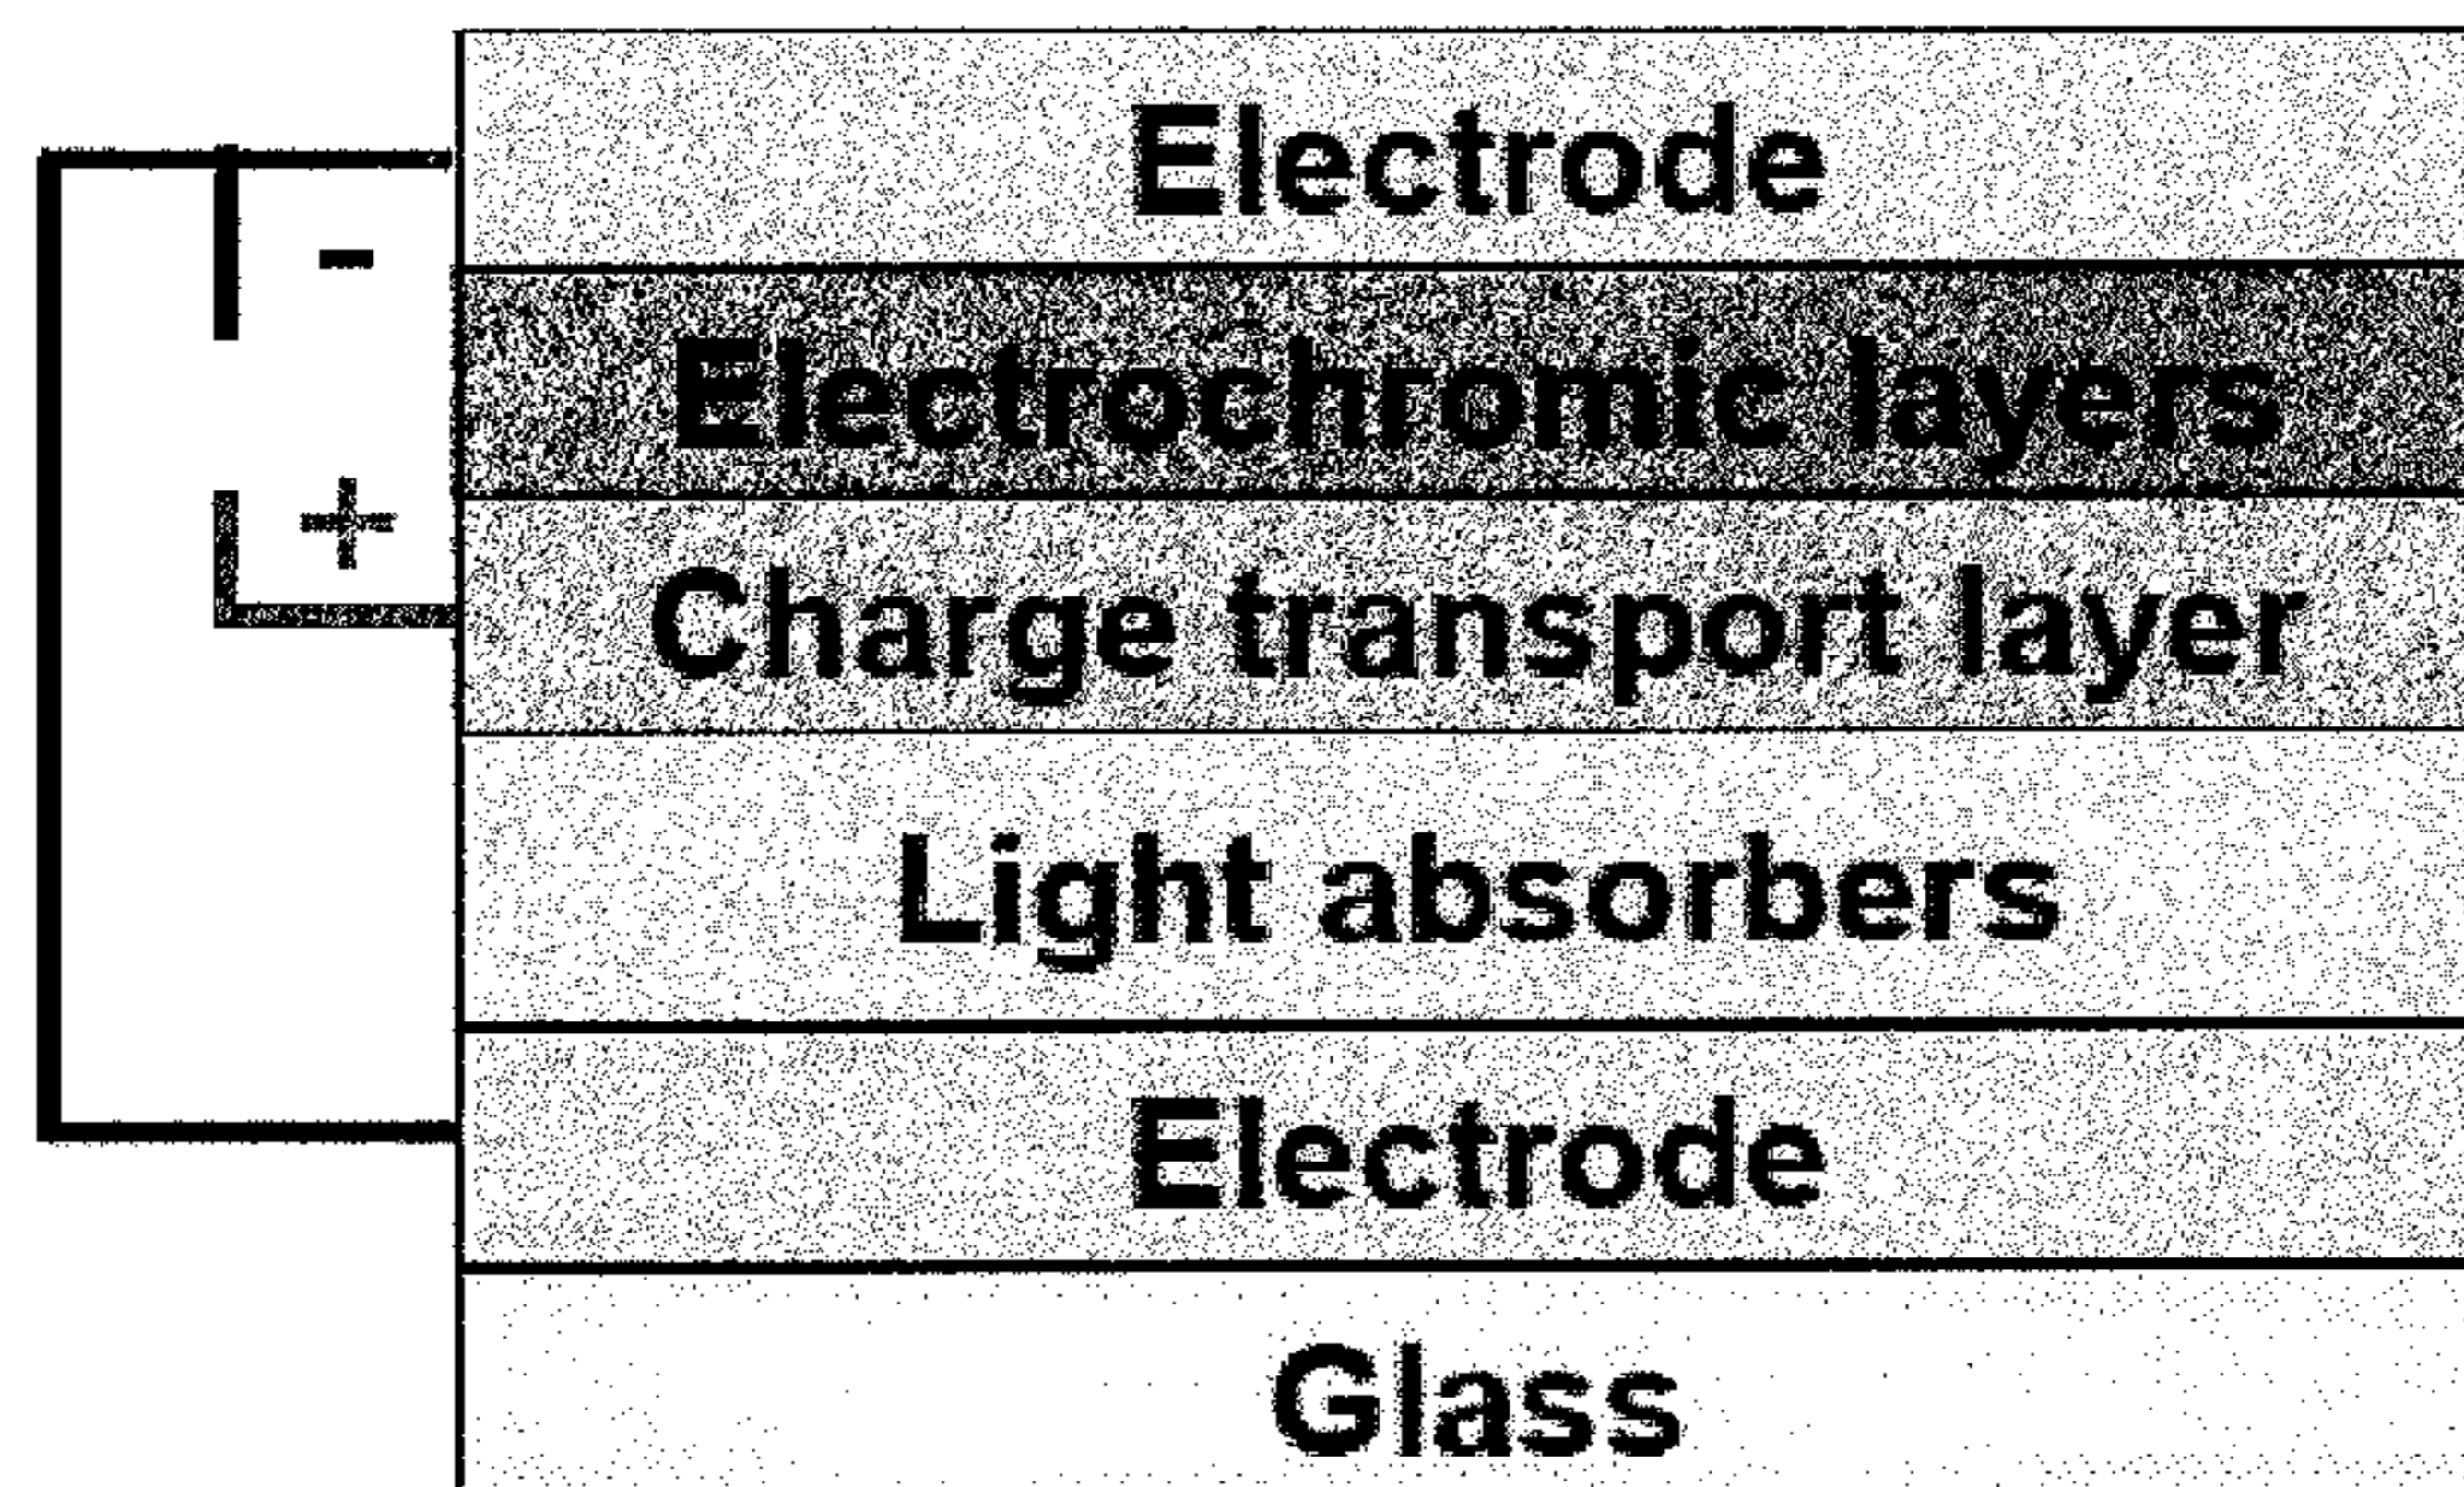 Electrode
-
Electrochromic layers
+
Charge transport layer
Light absorbers
Electrode
Glass